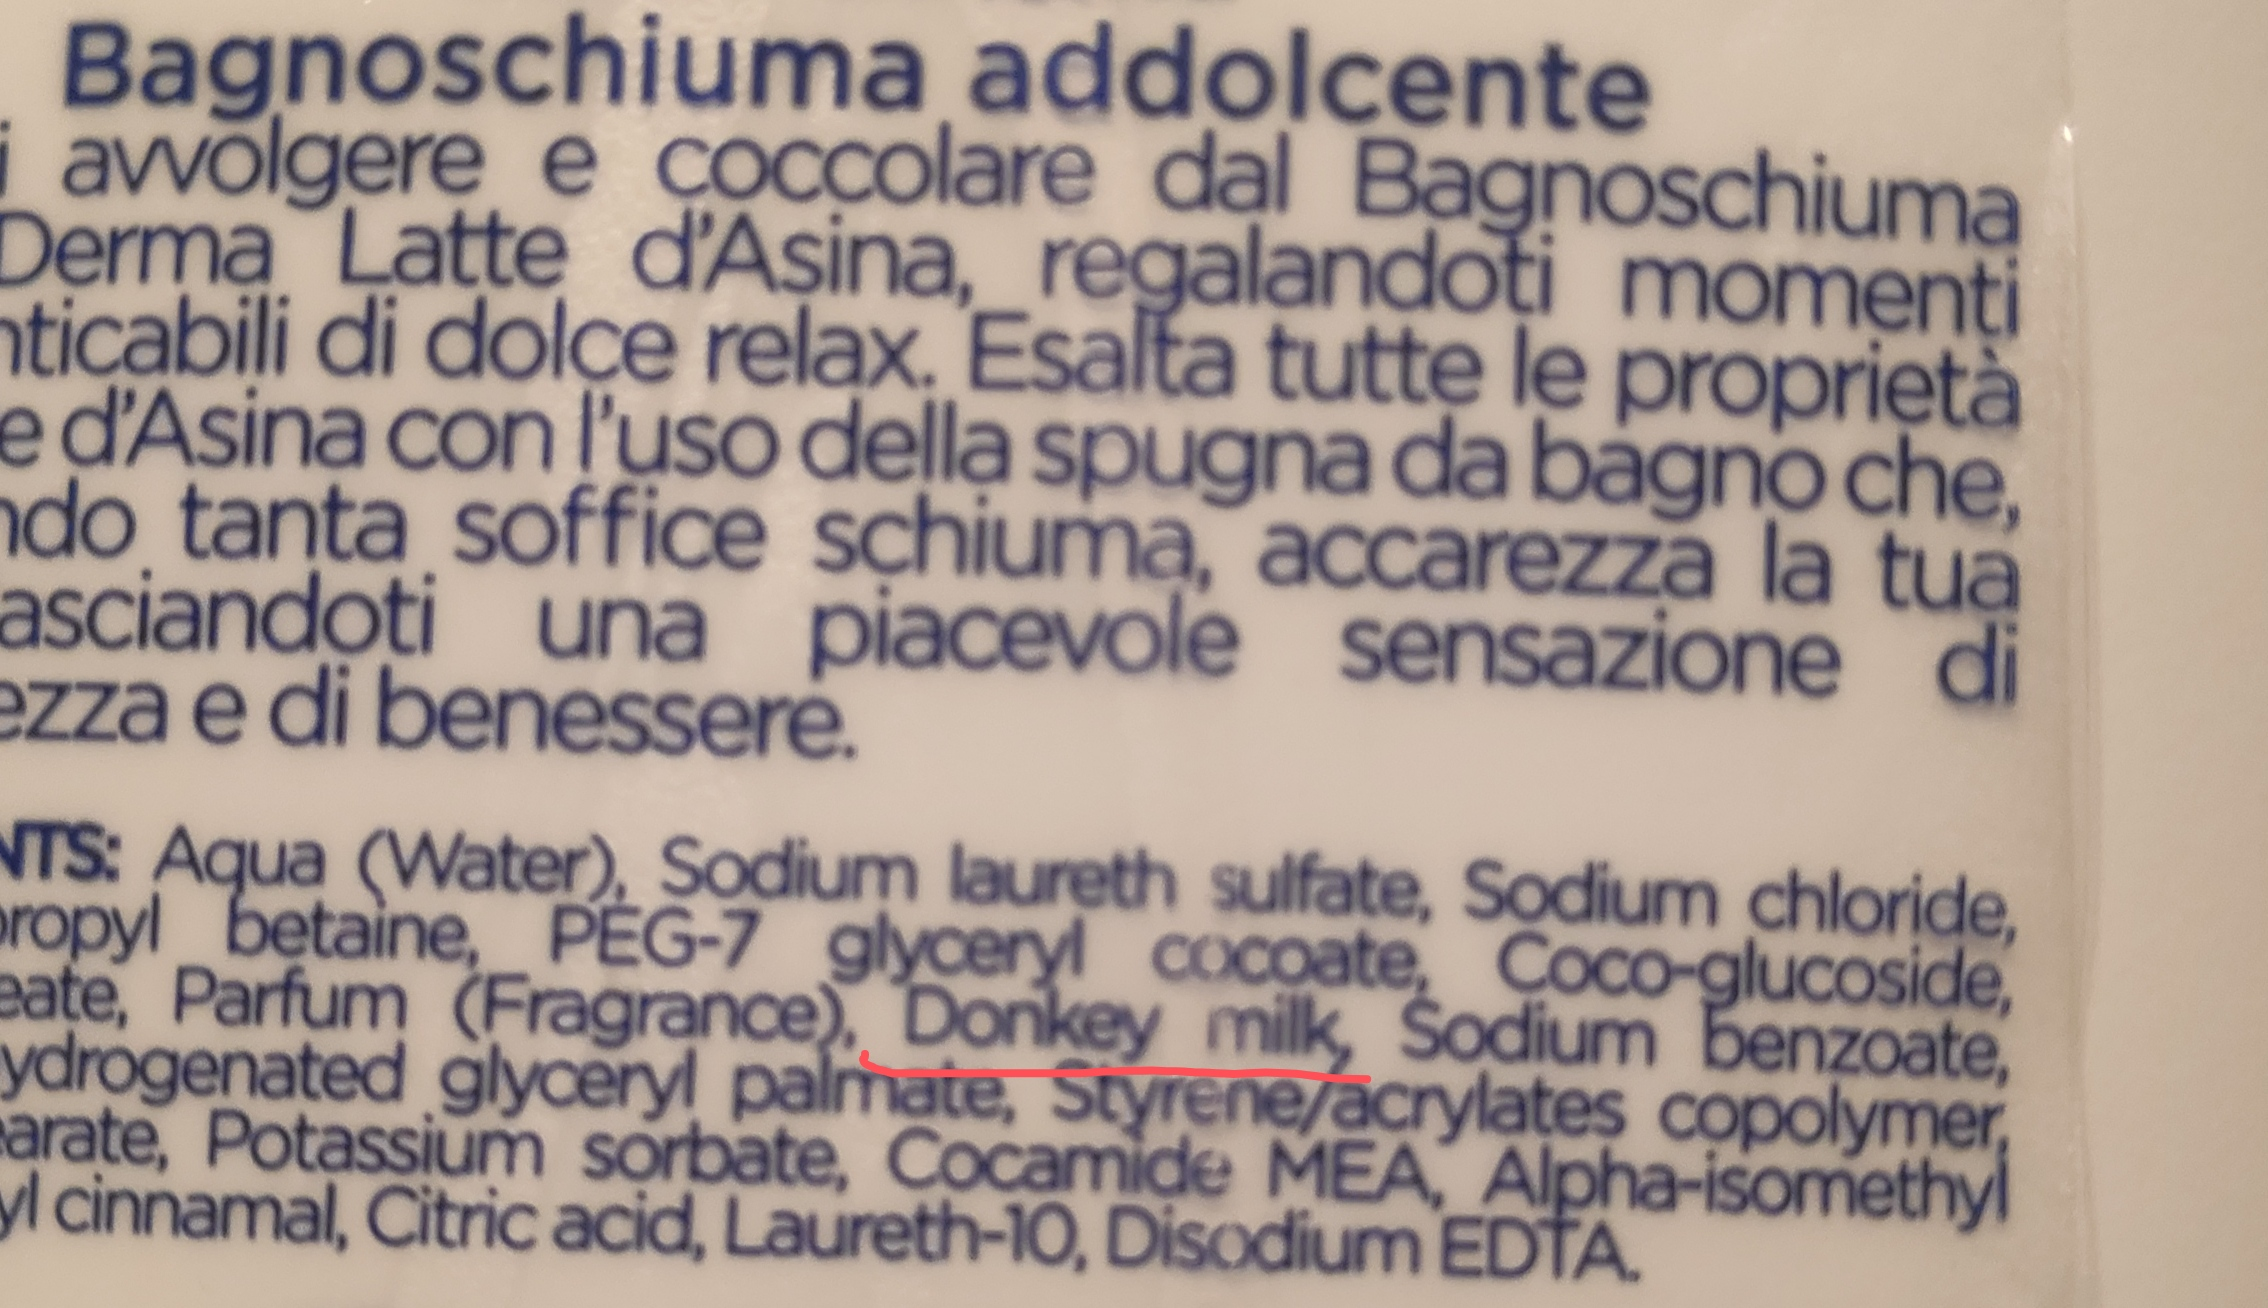 Bagnoschiuma addolcente
i avvolgere e coccolare dal Bagnoschiuma
Derma Latte d'Asina, regalandoti momenti
nticabili di dolce relax. Esalta tutte le proprietà
e d'Asina con l'uso della spugna da bagno che,
ndo tanta soffice schiuma, accarezza la tua
asciandoti una piacevole sensazione di
ezza e di benessere.
NTS: Aqua (Water), Sodium laureth sulfate, Sodium chloride,
propyl betaine, PEG-7 glyceryl cocoate, Coco-glucoside,
eate, Parfum (Fragrance), Donkey milk, Sodium benzoate,
ydrogenated glyceryl palmate, Styrene/acrylates copolymer,
earate, Potassium sorbate, Cocamide MEA, Alpha-isomethyl
yl cinnamal, Citric acid, Laureth-10, Disodium EDTA.